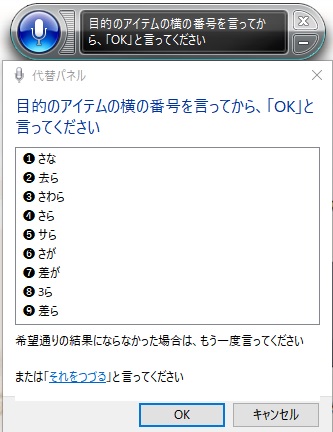 目的のアイテムの横の番号を言ってか
ら、「OK」と言ってください
代替パネル
目的のアイテムの横の番号を言ってから、「OK」と
言ってください
❶ さな
❷ 去ら
❸ さわら
❹ さら
❺ サら
❻ さが
❼ 差が
❽ 3ら
❾ 差ら
希望通りの結果にならなかった場合は、もう一度言ってください
または「それをつづる」と言ってください
OK キャンセル